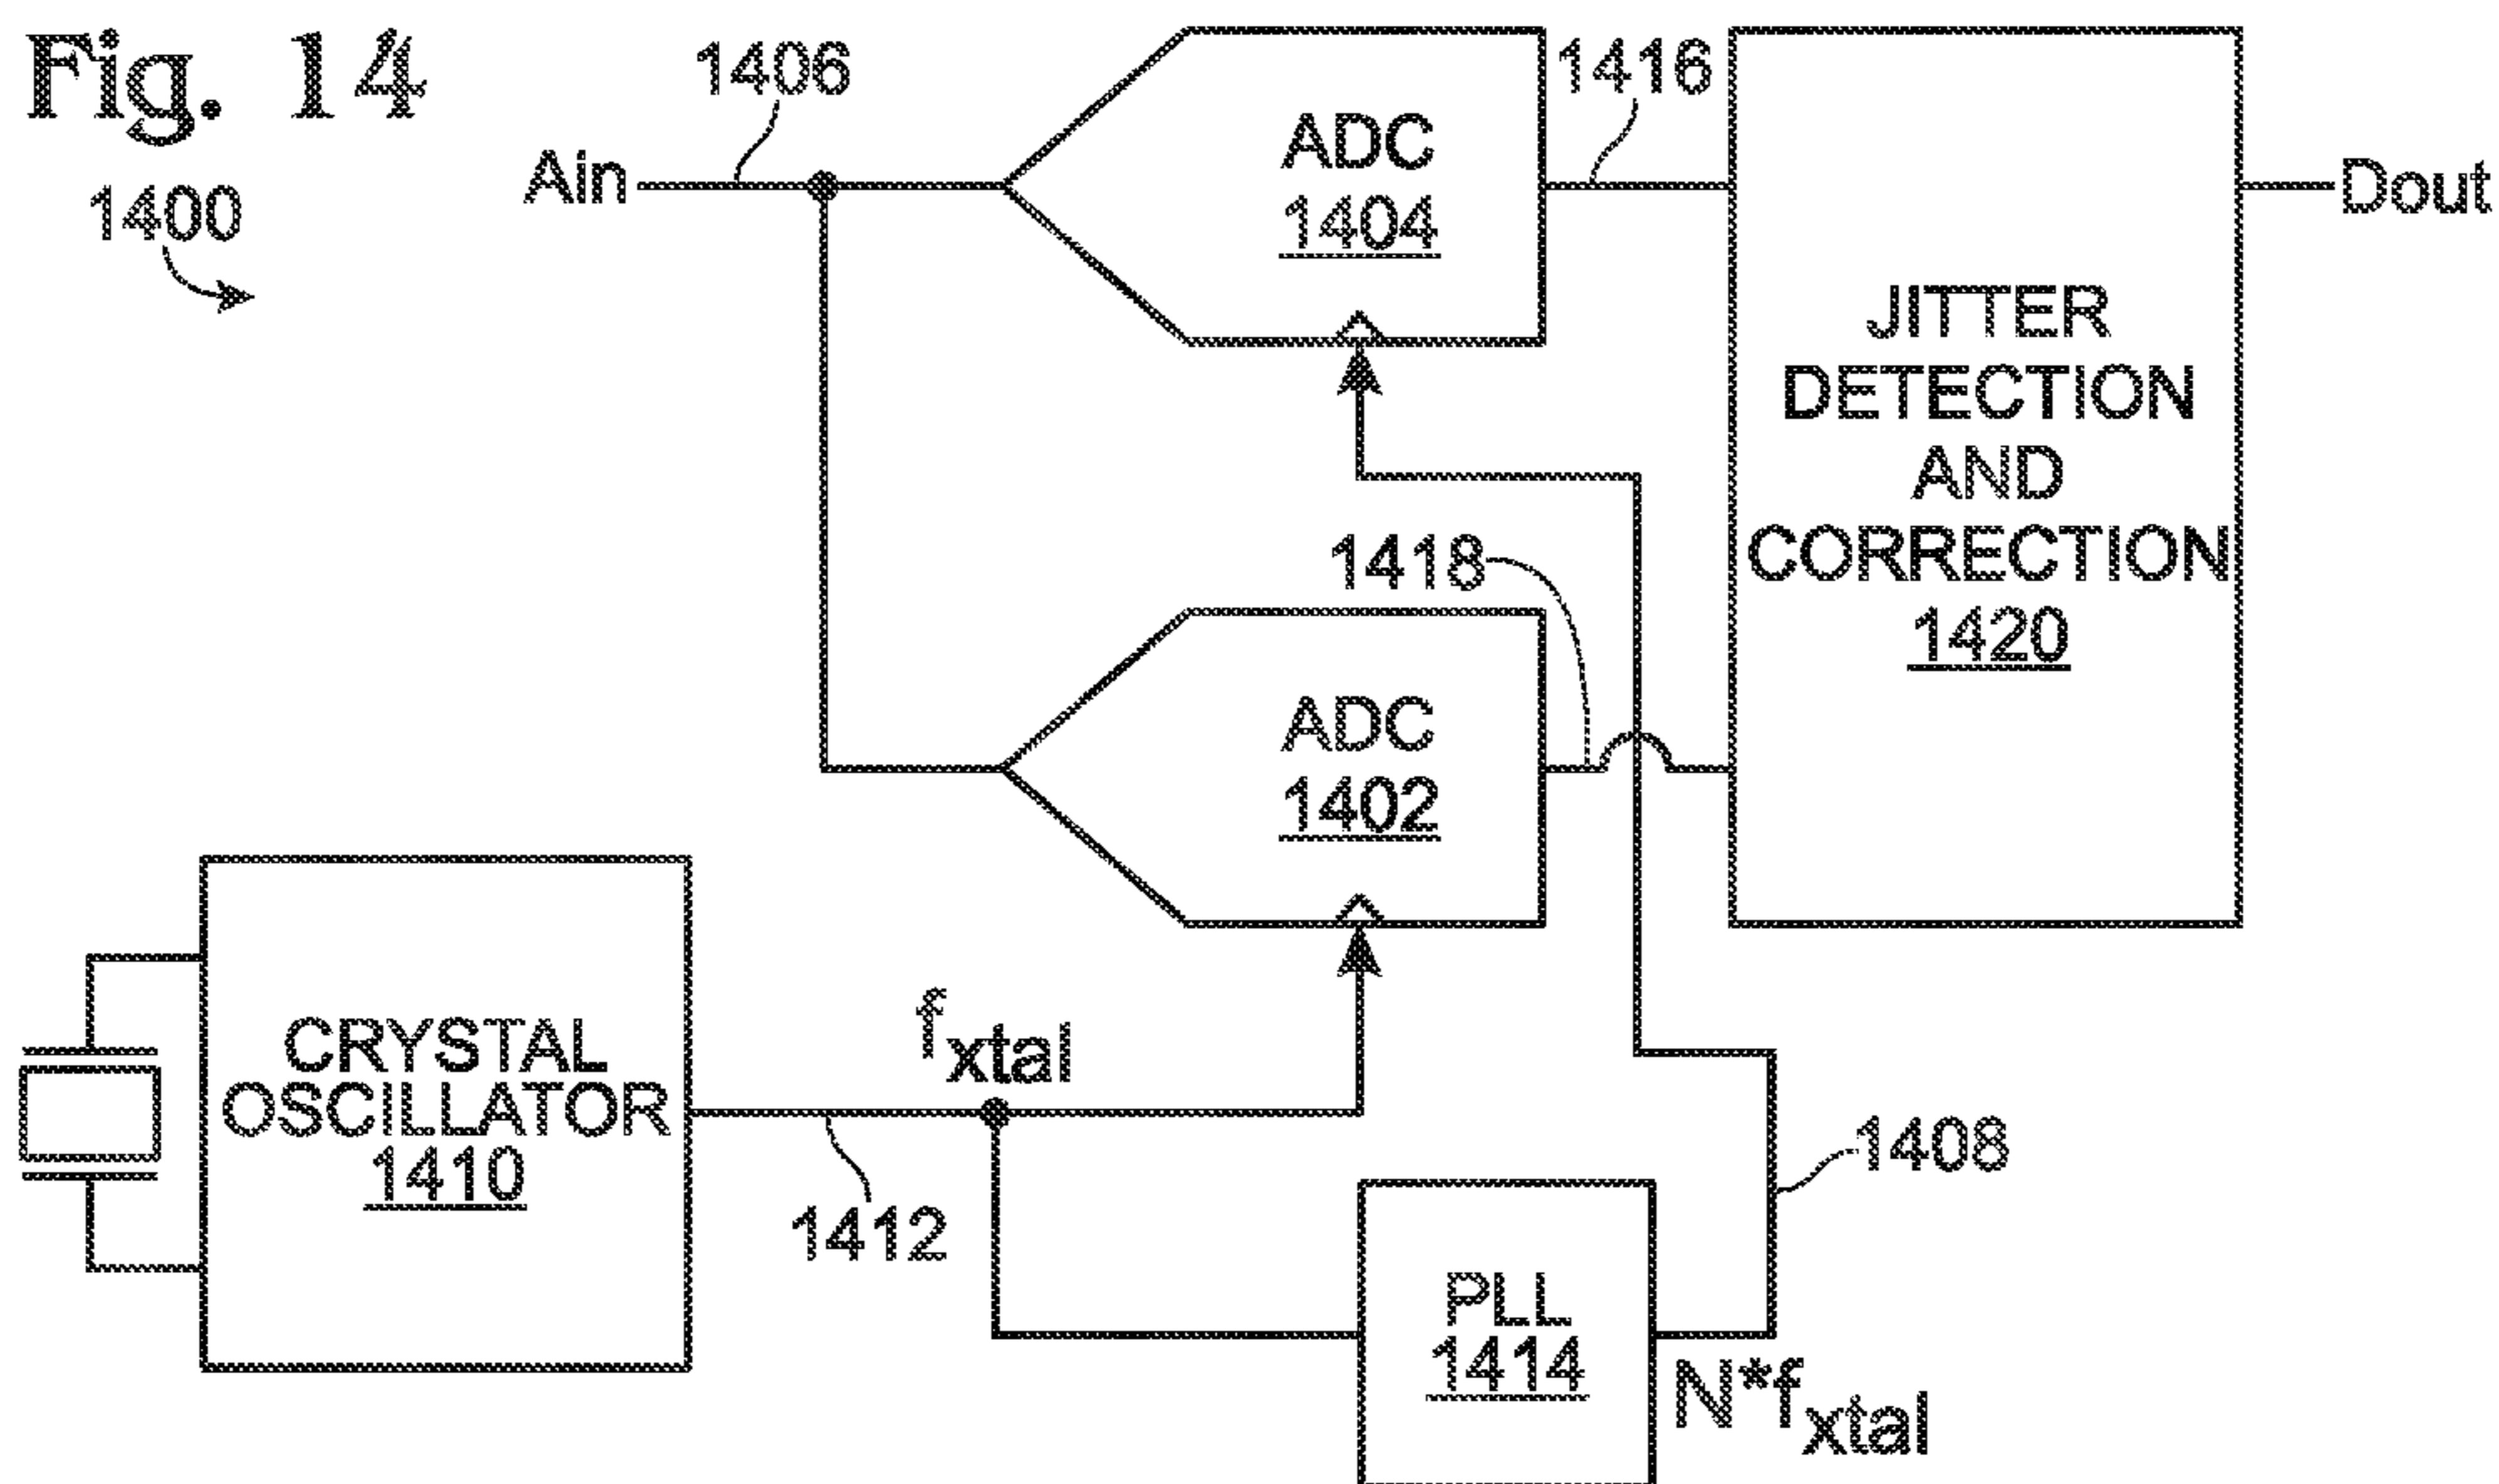 Fig. 14
1400
1406
Ain
ADC
1404
1416
Dout
JITTER
DETECTION
AND
CORRECTION
1420
1418
ADC
1402
CRYSTAL
OSCILLATOR
1410
fxtal
1412
1408
PLL
1414
N*fxtal